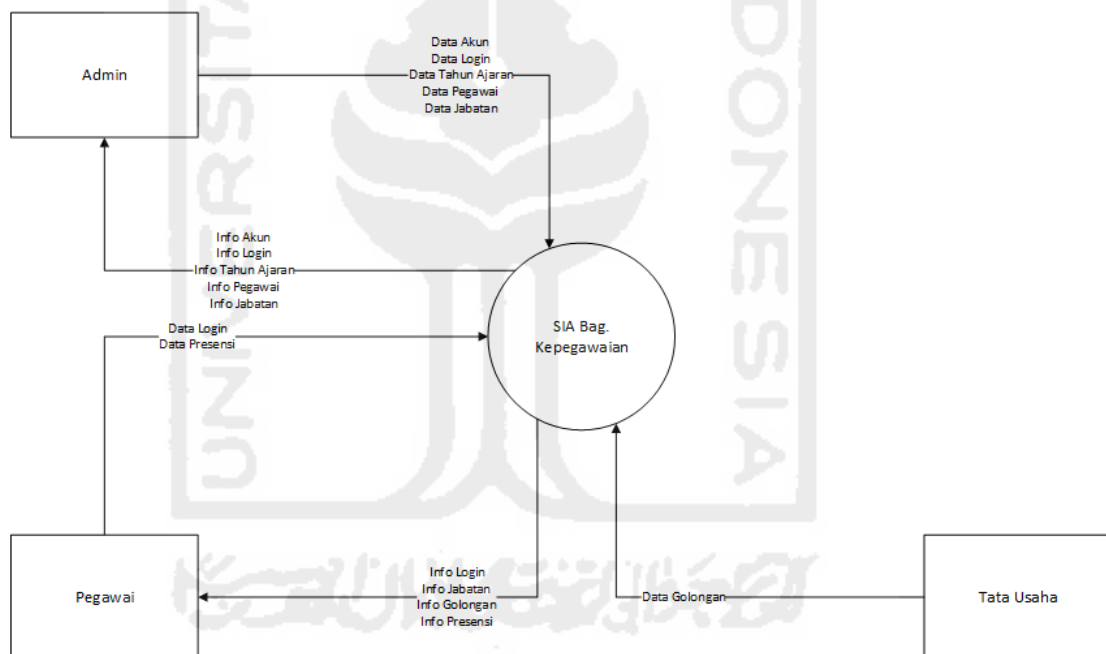 Admin
Data Akun
Data Login
Data Tahun Ajaran
Data Pegawai
Data Jabatan
Info Akun
Info Login
Info Tahun Ajaran
Info Pegawai
Info Jabatan
Data Login
Data Presensi
SIA Bag.
Kepegawaian
Pegawai
Info Login
Info Jabatan
Info Golongan
Info Presensi
Data Golongan
Tata Usaha